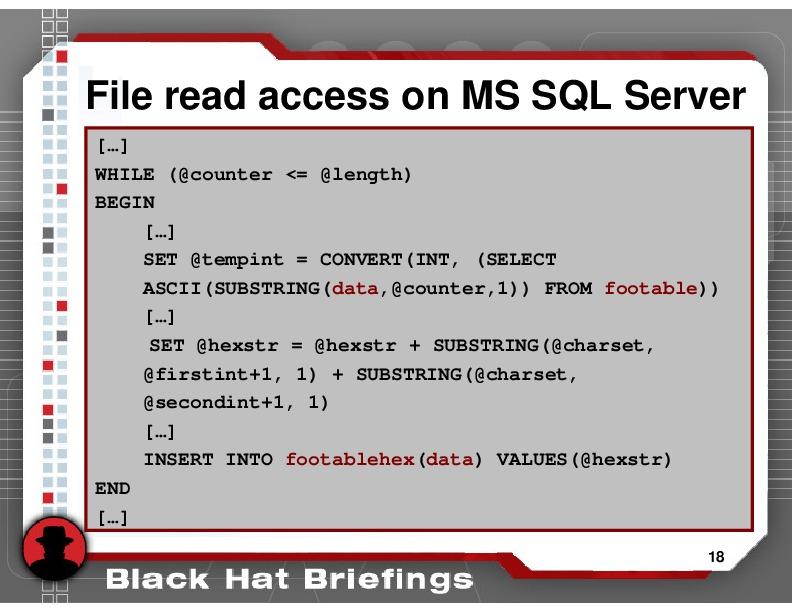 File read access on MS SQL Server
[…]
WHILE (@counter <= @length)
BEGIN
[…]
SET @tempint = CONVERT(INT, (SELECT
ASCII(SUBSTRING(data,@counter,1)) FROM footable))
[…]
SET @hexstr = @hexstr + SUBSTRING(@charset,
@firstint+1, 1) + SUBSTRING(@charset,
@secondint+1, 1)
[…]
INSERT INTO footablehex(data) VALUES(@hexstr)
END
[…]
18
Black Hat Briefings